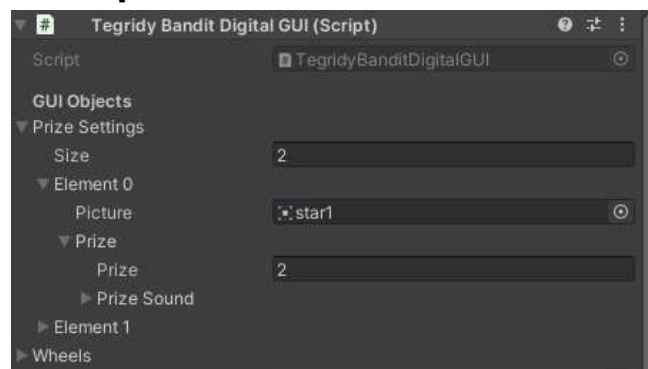 Tegridy Bandit Digital GUI (Script)
Script TegridyBanditDigitalGUI
GUI Objects
Prize Settings
Size 2
Element 0
Picture star1
Prize
Prize 2
Prize Sound
Element 1
Wheels